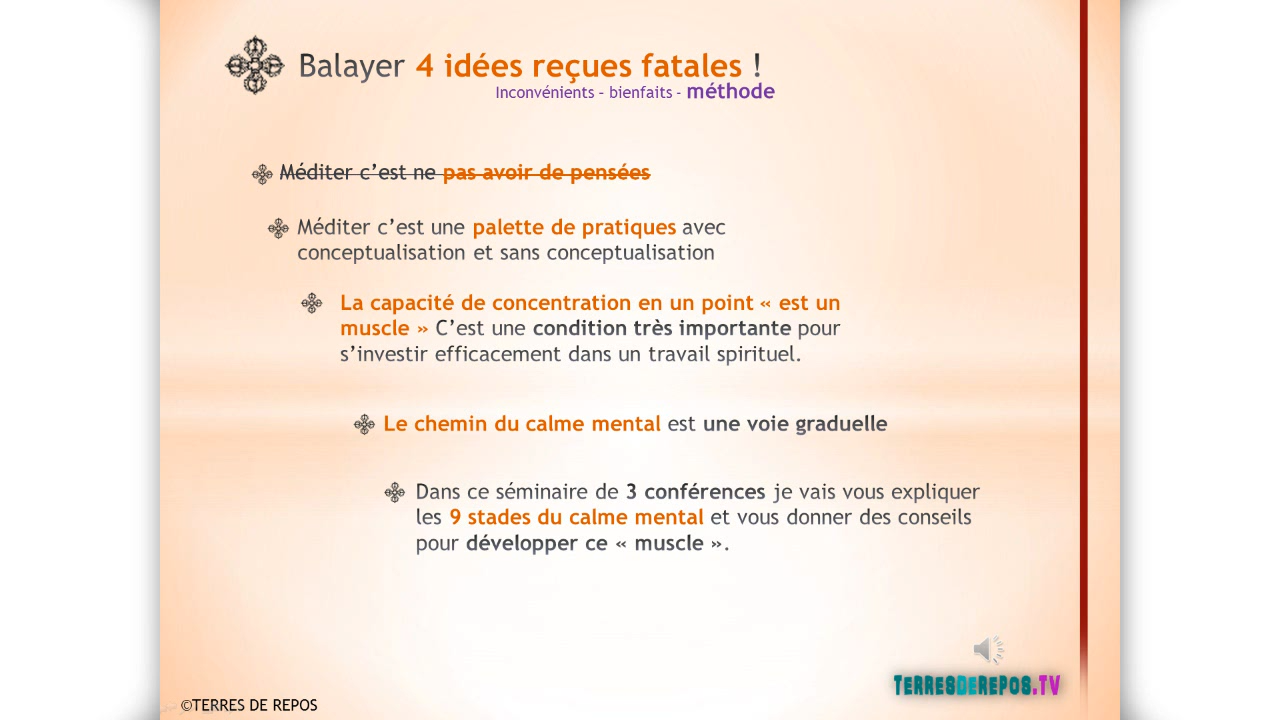 Balayer 4 idées reçues fatales !
Inconvénients – bienfaits - méthode
Méditer c’est ne pas avoir de pensées
Méditer c’est une palette de pratiques avec
conceptualisation et sans conceptualisation
La capacité de concentration en un point « est un
muscle » C’est une condition très importante pour
s’investir efficacement dans un travail spirituel.
Le chemin du calme mental est une voie graduelle
Dans ce séminaire de 3 conférences je vais vous expliquer
les 9 stades du calme mental et vous donner des conseils
pour développer ce « muscle ».
TERRESDEREPOS.TV
©TERRES DE REPOS